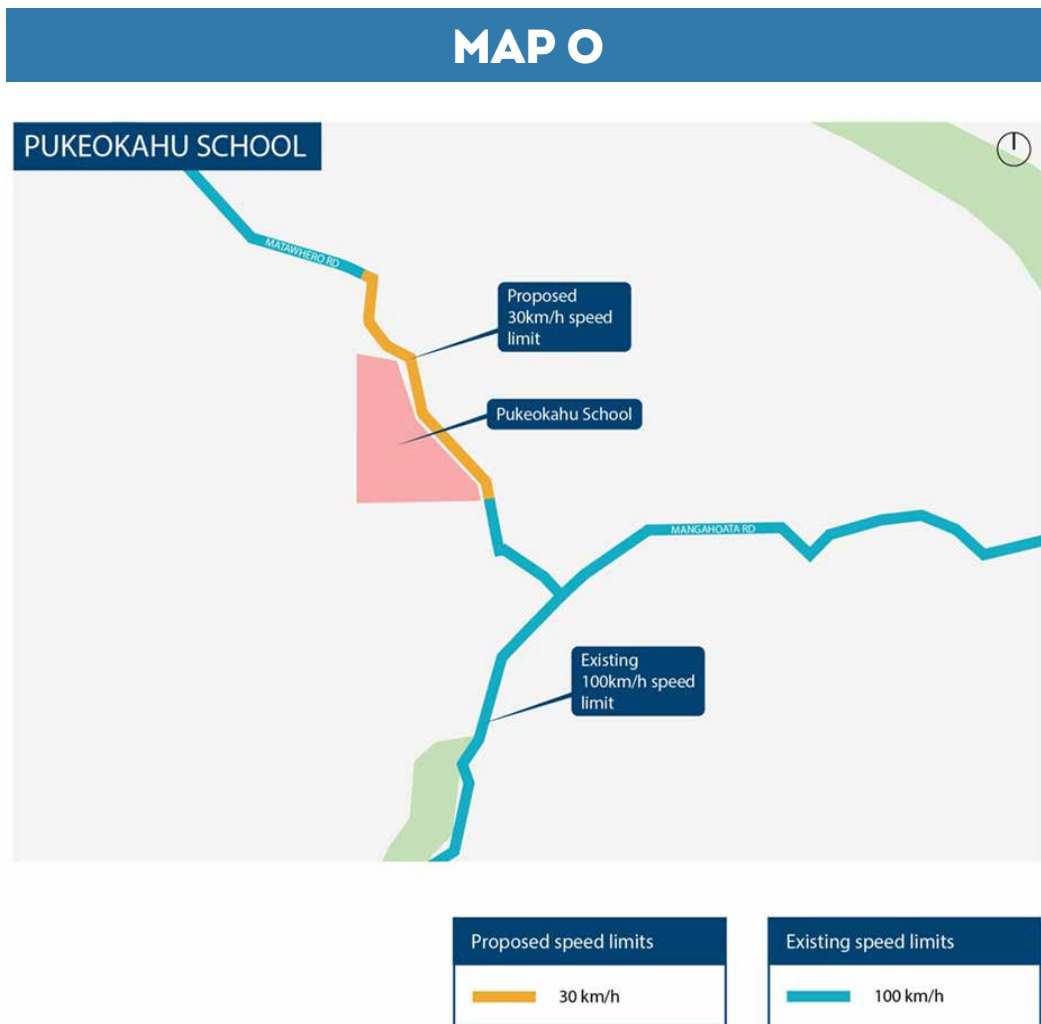 MAP O
PUKEOKAHU SCHOOL
MATAWHERO RD
Proposed
30km/h speed
limit
Pukeokahu School
MANGAHOATA RD
Existing
100km/h speed
limit
Proposed speed limits
30 km/h
Existing speed limits
100 km/h